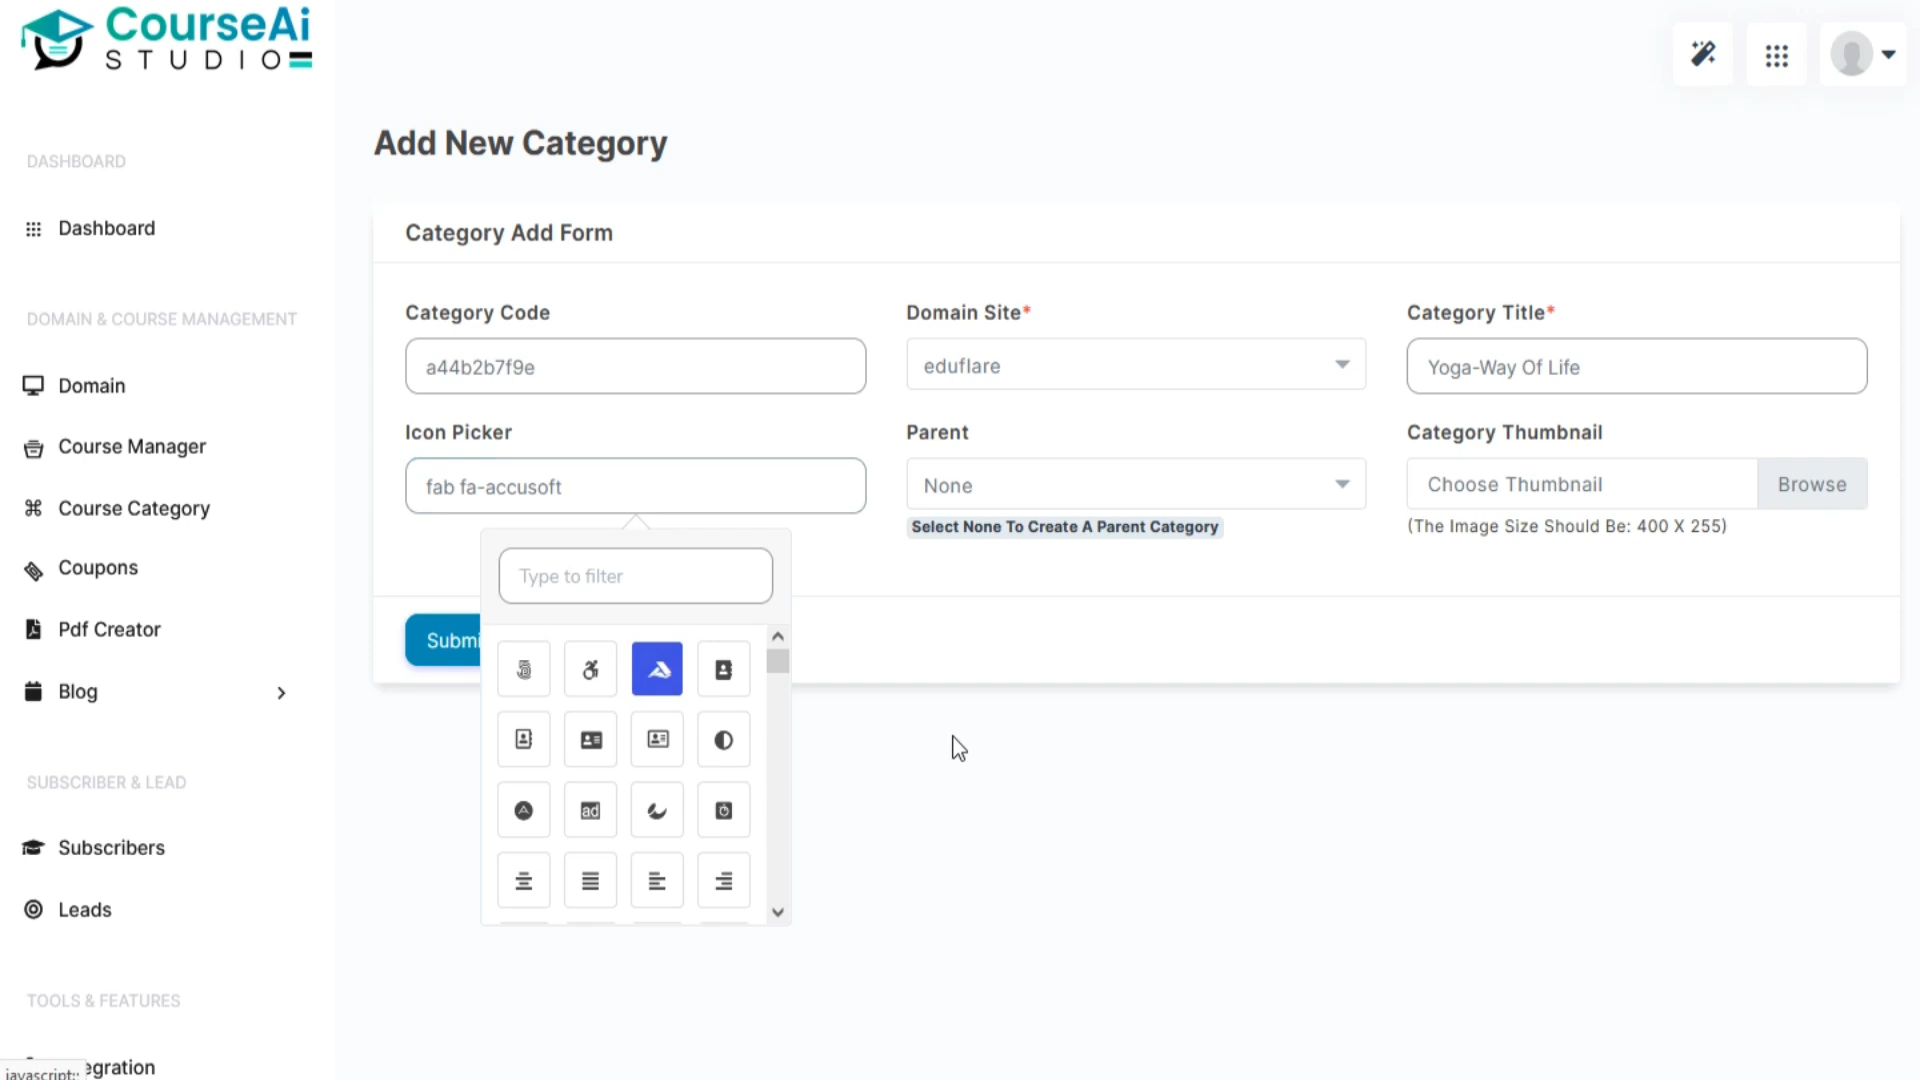 CourseAi
STUDIO
DASHBOARD
Dashboard
DOMAIN & COURSE MANAGEMENT
Domain
Course Manager
Course Category
Coupons
Pdf Creator
Blog
SUBSCRIBER & LEAD
Subscribers
Leads
TOOLS & FEATURES
egration
javascript:;
Add New Category
Category Add Form
Category Code
a44b2b7f9e
Domain Site*
eduflare
Category Title*
Yoga-Way Of Life
Icon Picker
fab fa-accusoft
Parent
None
Select None To Create A Parent Category
Category Thumbnail
Choose Thumbnail
Browse
(The Image Size Should Be: 400 X 255)
Type to filter
Submi
ad